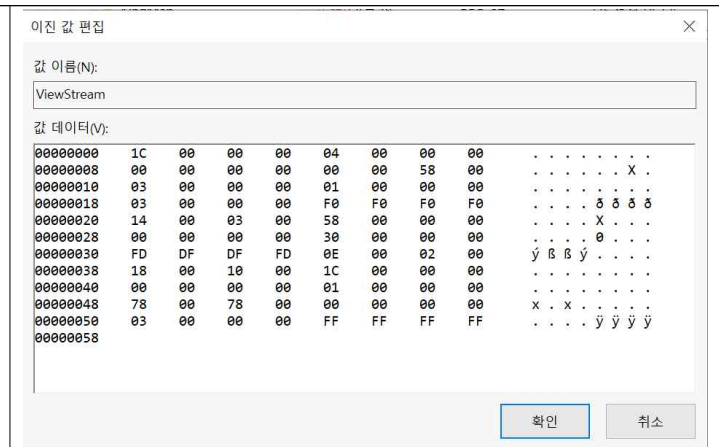 이진 값 편집
값 이름(N):
ViewStream
값 데이터(V):
00000000 1C 00 00 00 04 00 00 00 . . . . . . . .
00000008 00 00 00 00 00 00 58 00 . . . . . . X .
00000010 03 00 00 00 01 00 00 00 . . . . . . . .
00000018 03 00 00 00 F0 F0 F0 F0 . . . . ð ð ð ð
00000020 14 00 03 00 58 00 00 00 . . . . X . . .
00000028 00 00 00 00 30 00 00 00 . . . . 0 . . .
00000030 FD DF DF FD 0E 00 02 00 ý ß ß ý . . . .
00000038 18 00 10 00 1C 00 00 00 . . . . . . . .
00000040 00 00 00 00 01 00 00 00 . . . . . . . .
00000048 78 00 78 00 00 00 00 00 x . x . . . . .
00000050 03 00 00 00 FF FF FF FF . . . . ÿ ÿ ÿ ÿ
00000058
확인 취소